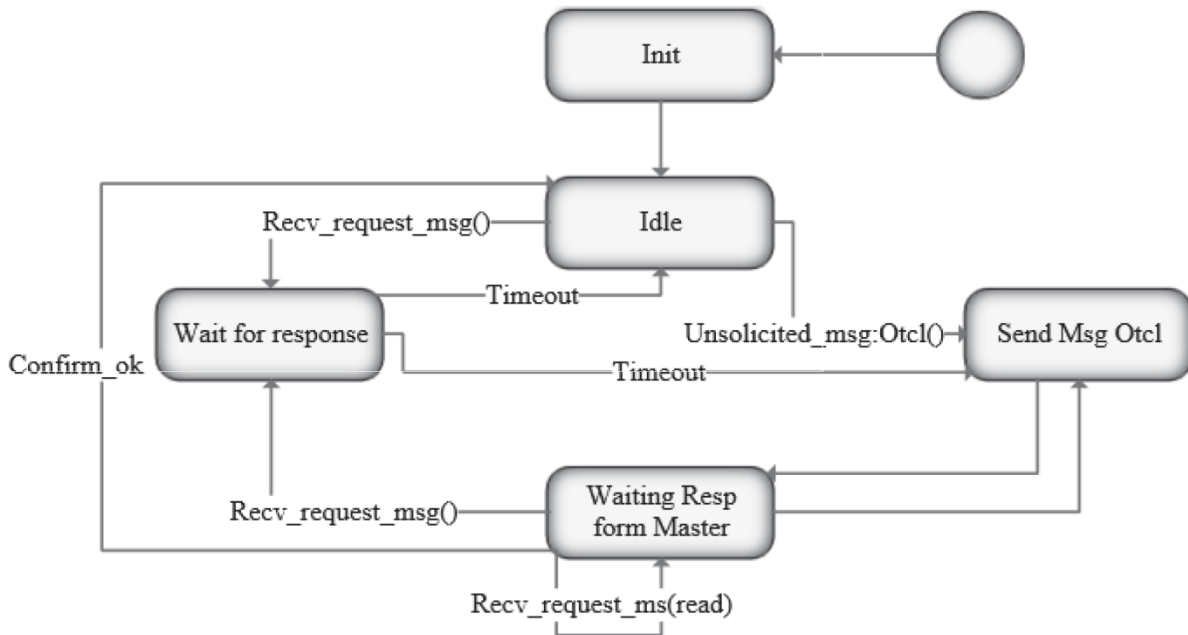 Init
Idle
Recv_request_msg()
Timeout
Wait for response
Unsolicited_msg:Otcl()
Send Msg Otcl
Confirm_ok
Timeout
Waiting Resp
form Master
Recv_request_msg()
Recv_request_ms(read)